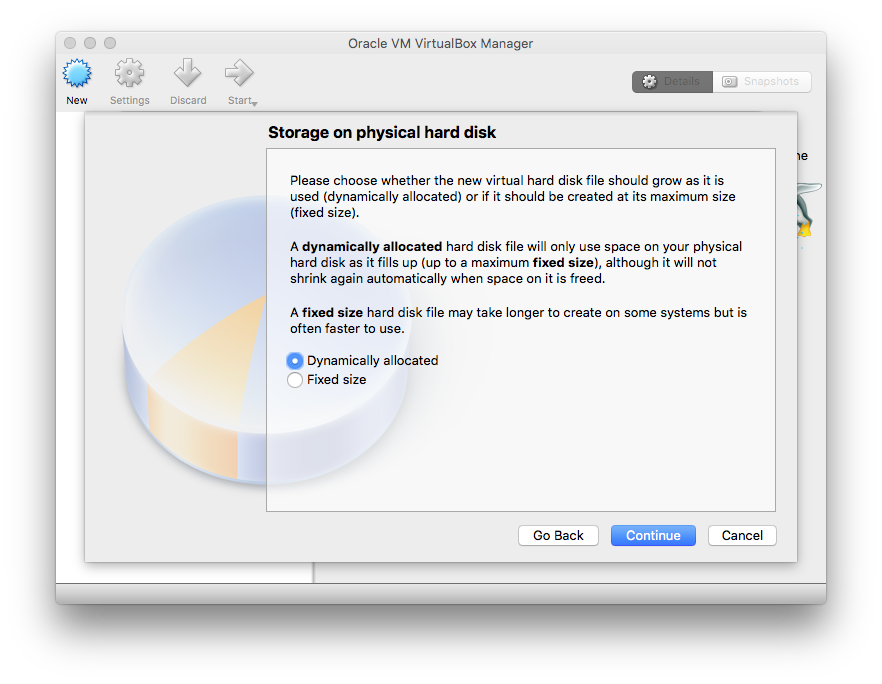 Oracle VM VirtualBox Manager
New
Settings
Discard
Start
Details
Snapshots
Storage on physical hard disk
Please choose whether the new virtual hard disk file should grow as it is
used (dynamically allocated) or if it should be created at its maximum size
(fixed size).
A dynamically allocated hard disk file will only use space on your physical
hard disk as it fills up (up to a maximum fixed size), although it will not
shrink again automatically when space on it is freed.
A fixed size hard disk file may take longer to create on some systems but is
often faster to use.
Dynamically allocated
Fixed size
Go Back
Continue
Cancel